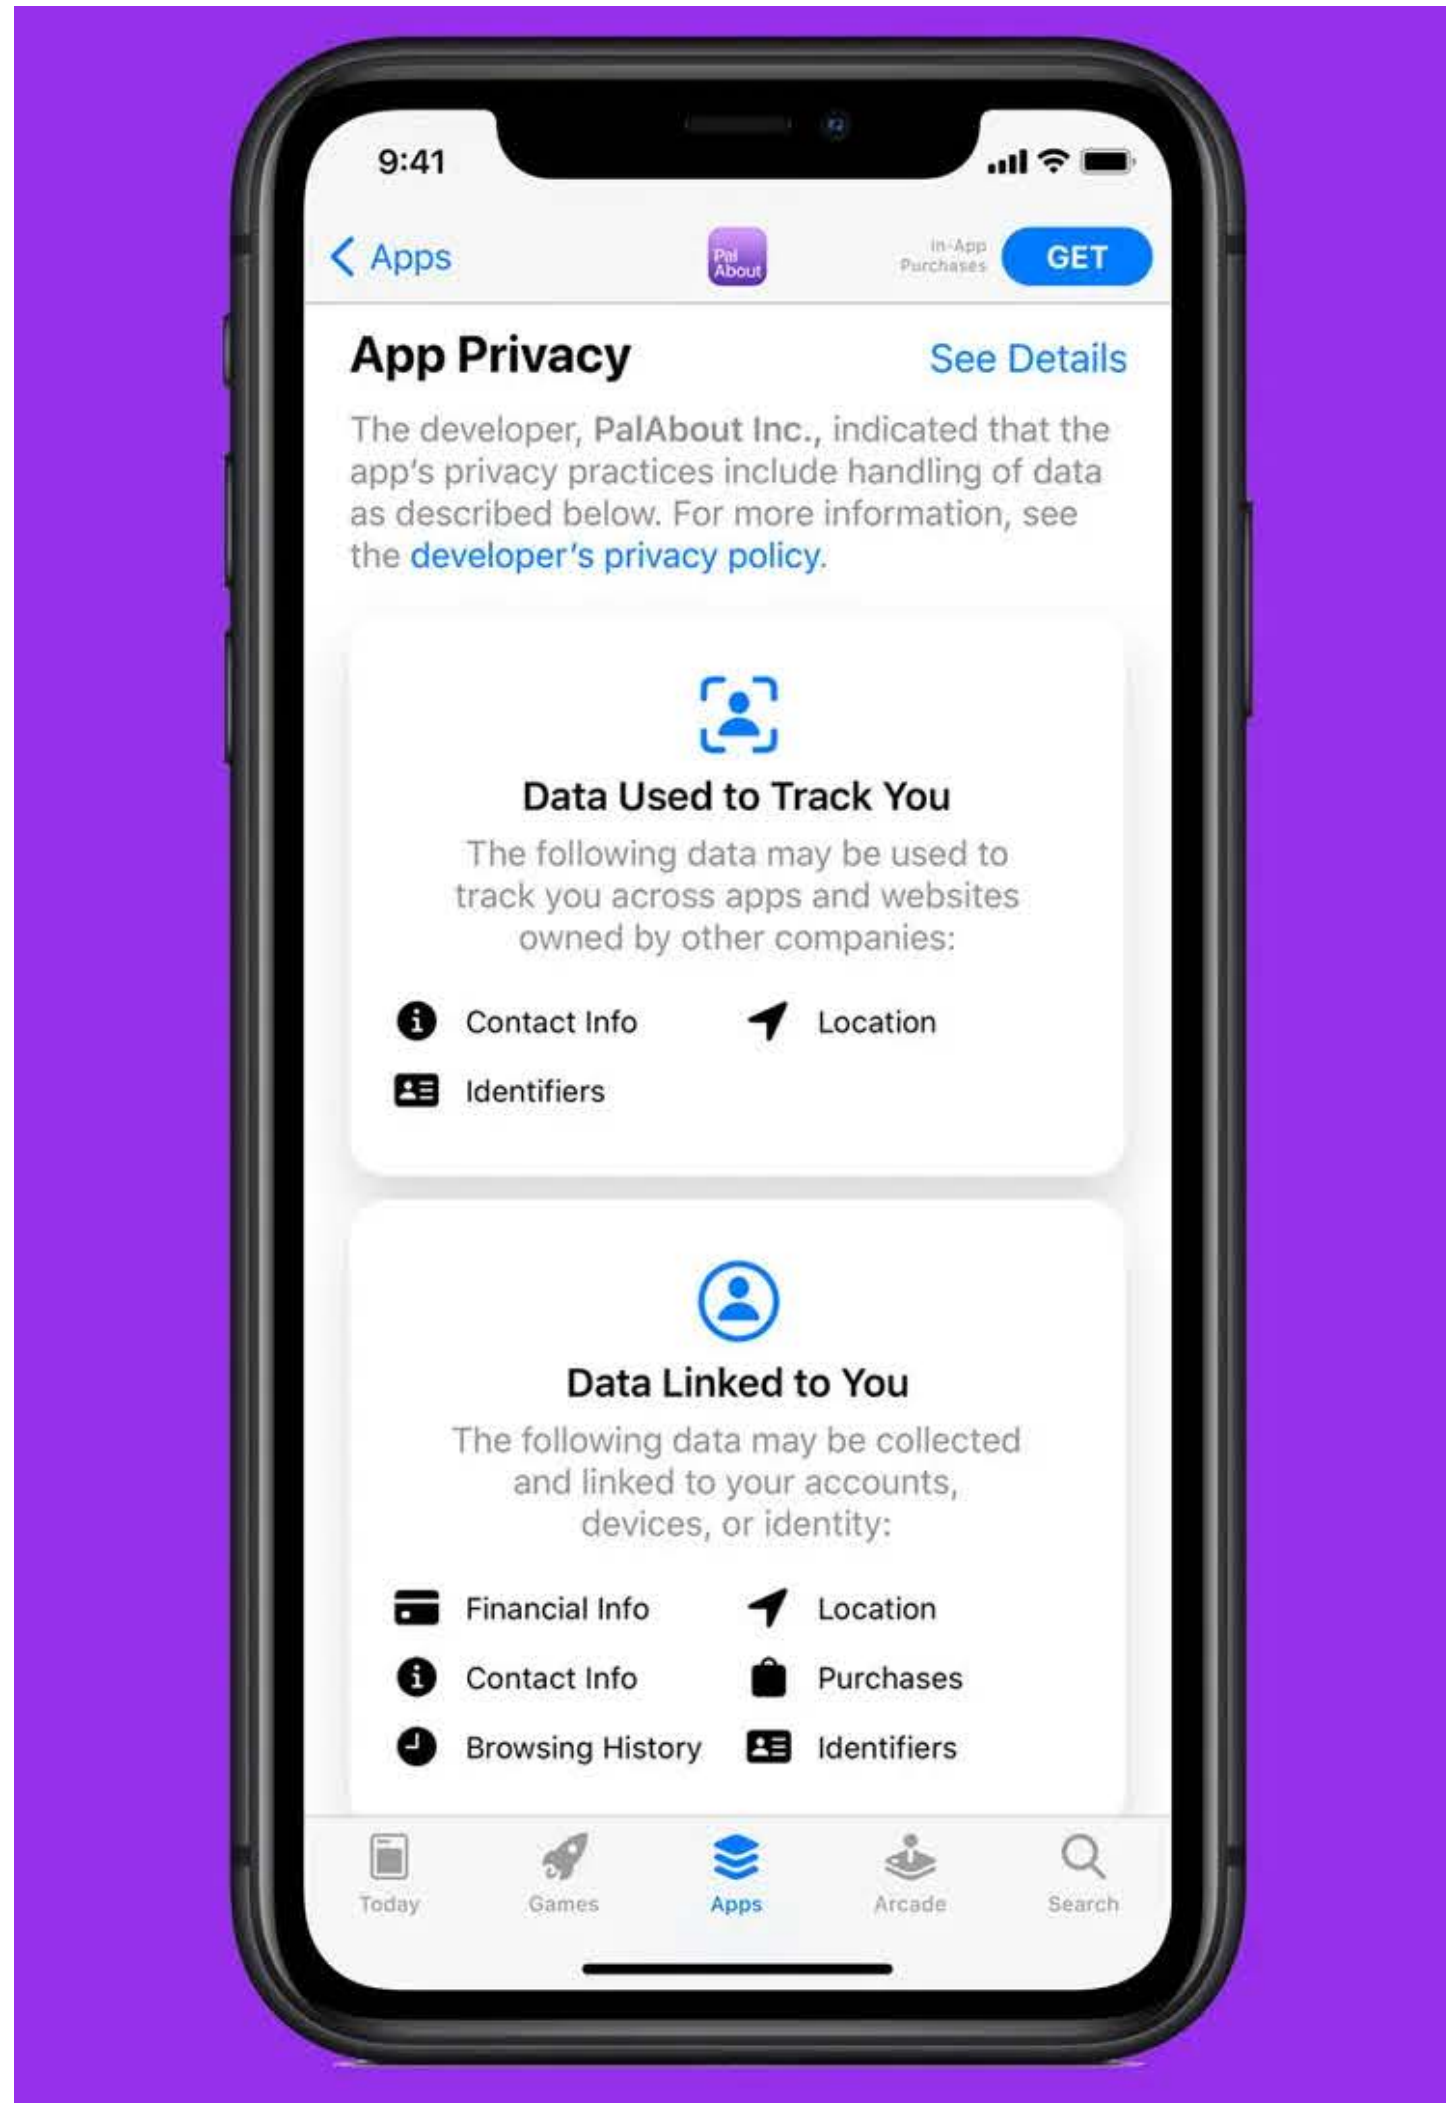 9:41
Apps
Pal
About
In-App
Purchases
GET
App Privacy
See Details
The developer, PalAbout Inc., indicated that the
app's privacy practices include handling of data
as described below. For more information, see
the developer's privacy policy.
Data Used to Track You
The following data may be used to
track you across apps and websites
owned by other companies:
Contact Info
Location
Identifiers
Data Linked to You
The following data may be collected
and linked to your accounts,
devices, or identity:
Financial Info
Location
Contact Info
Purchases
Browsing History
Identifiers
Today
Games
Apps
Arcade
Search